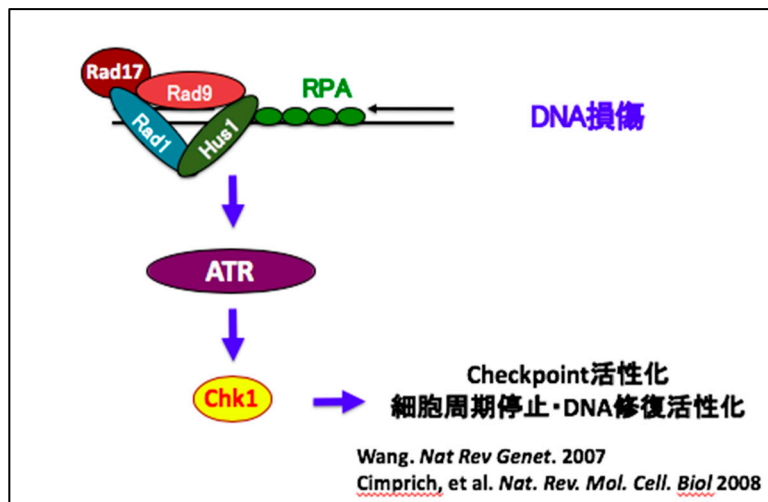 Rad17
Rad9
RPA
Rad1
Hus1
DNA損傷
ATR
Chk1
Checkpoint活性化
細胞周期停止・DNA修復活性化
Wang. Nat Rev Genet. 2007
Cimprich, et al. Nat. Rev. Mol. Cell. Biol 2008